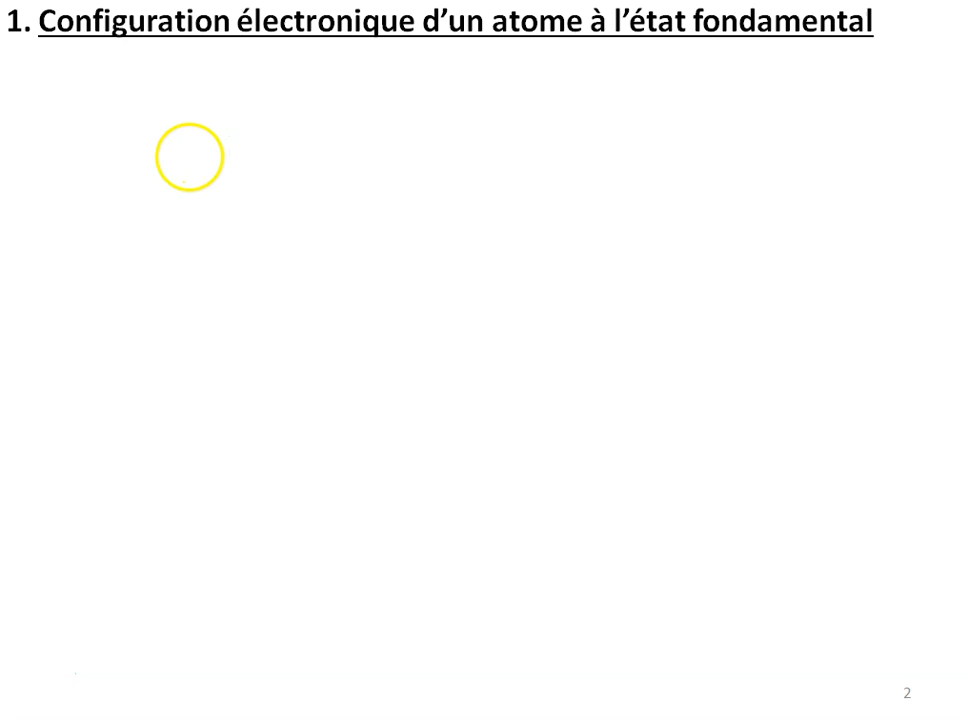 1. Configuration électronique d’un atome à l’état fondamental
2